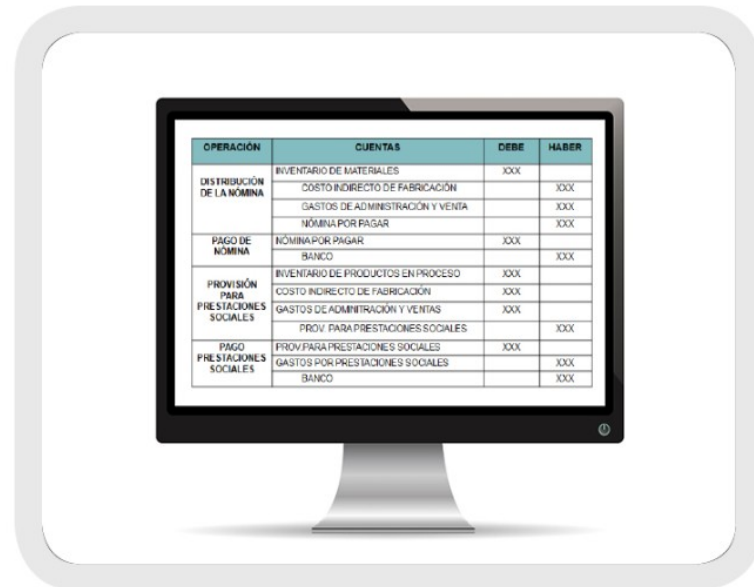 OPERACIÓN CUENTAS DEBE HABER
DISTRIBUCIÓN DE LA NÓMINA
INVENTARIO DE MATERIALES XXX
COSTO INDIRECTO DE FABRICACIÓN XXX
GASTOS DE ADMINISTRACIÓN Y VENTA XXX
NÓMINA POR PAGAR XXX
PAGO DE NÓMINA
NÓMINA POR PAGAR XXX
BANCO XXX
PROVISIÓN PARA PRESTACIONES SOCIALES
INVENTARIO DE PRODUCTOS EN PROCESO XXX
COSTO INDIRECTO DE FABRICACIÓN XXX
GASTOS DE ADMINITRACIÓN Y VENTAS XXX
PROV. PARA PRESTACIONES SOCIALES XXX
PAGO PRESTACIONES SOCIALES
PROV.PARA PRESTACIONES SOCIALES XXX
GASTOS POR PRESTACIONES SOCIALES XXX
BANCO XXX